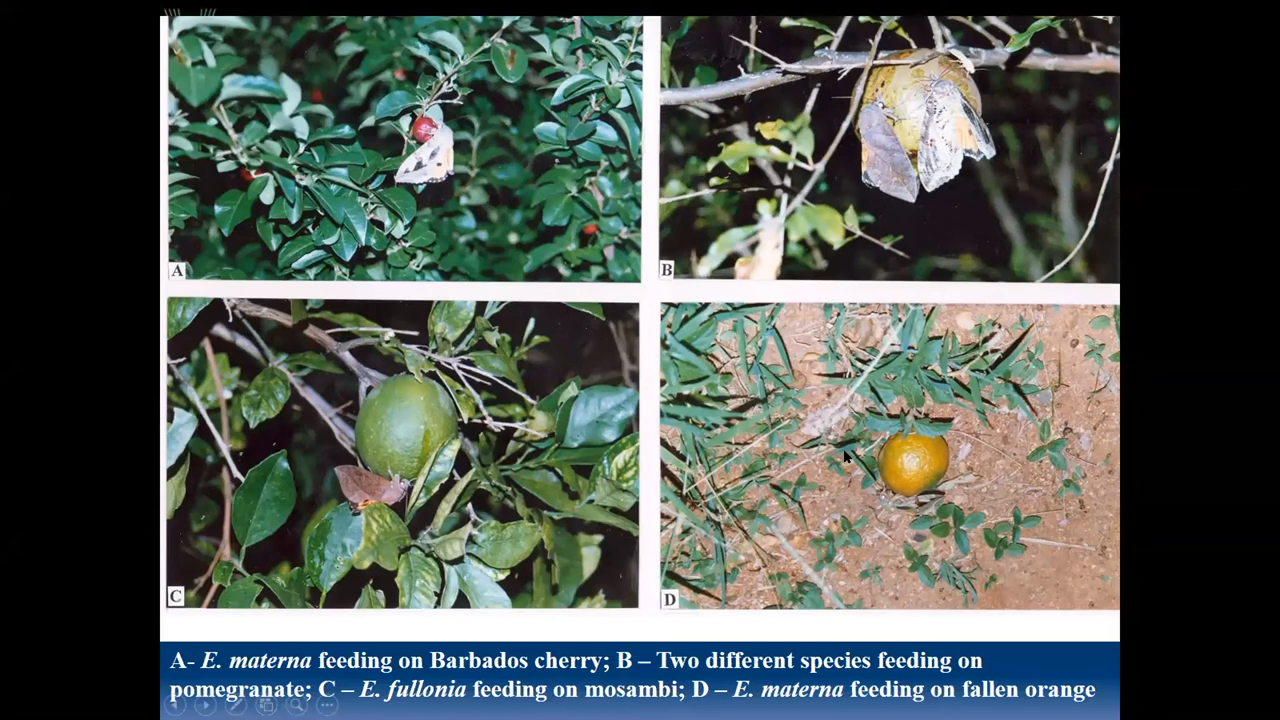 A
B
C
D
A- E. materna feeding on Barbados cherry; B – Two different species feeding on
pomegranate; C – E. fullonia feeding on mosambi; D – E. materna feeding on fallen orange